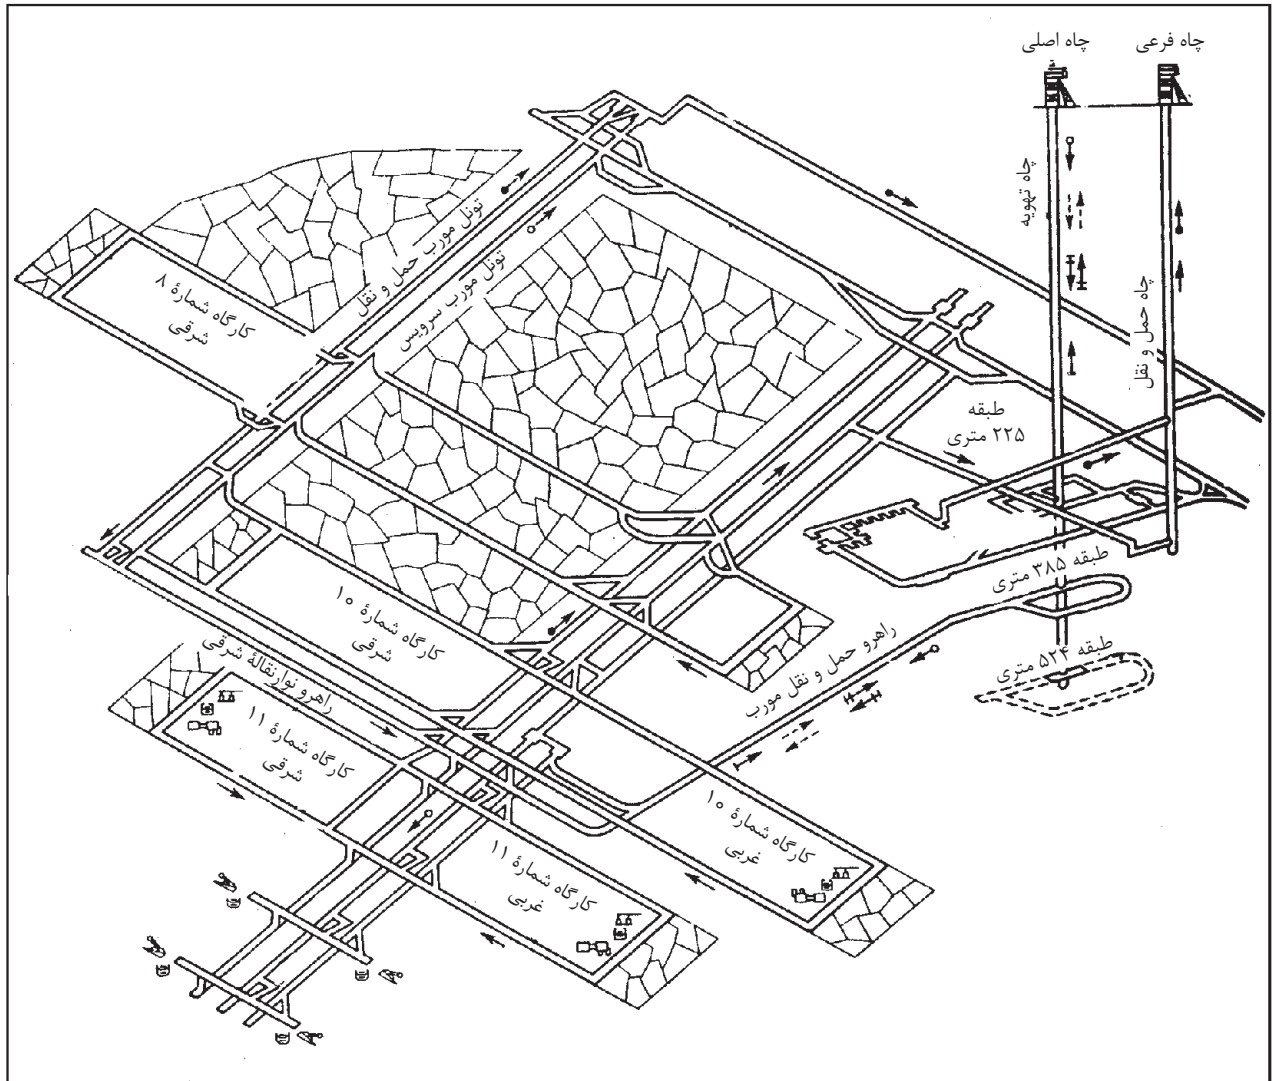 چاه فرعی
چاه اصلی
چاه تهویه
چاه حمل و نقل
تونل مورب حمل و نقل
تونل مورب سرویس
کارگاه شمارهٔ ۸
شرقی
طبقه
۲۲۵ متری
طبقه ۳۸۵ متری
طبقه ۵۲۴ متری
راهرو حمل و نقل مورب
کارگاه شمارهٔ ۱۰
شرقی
راهرو نوارنقالهٔ شرقی
کارگاه شمارهٔ ۱۱
شرقی
کارگاه شمارهٔ ۱۰
غربی
کارگاه شمارهٔ ۱۱
غربی